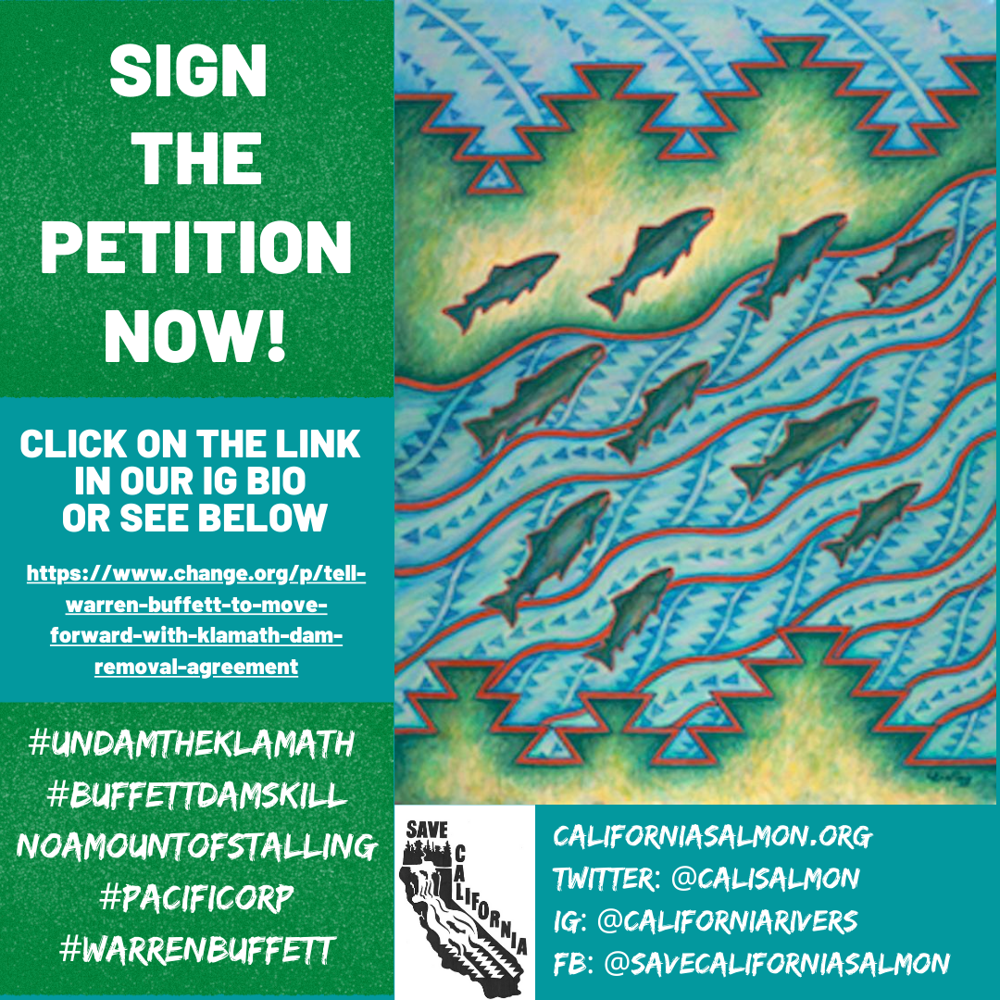 SIGN
THE
PETITION
NOW!
CLICK ON THE LINK
IN OUR IG BIO
OR SEE BELOW
https://www.change.org/p/tell-
warren-buffett-to-move-
forward-with-klamath-dam-
removal-agreement
#UNDAMTHEKLAMATH
#BUFFETTDAMSKILL
NOAMOUNTOFSTALLING
#PACIFICORP
#WARRENBUFFETT
SAVE
CALIFORNIA
CALIFORNIASALMON.ORG
TWITTER: @CALISALMON
IG: @CALIFORNIARIVERS
FB: @SAVECALIFORNIASALMON